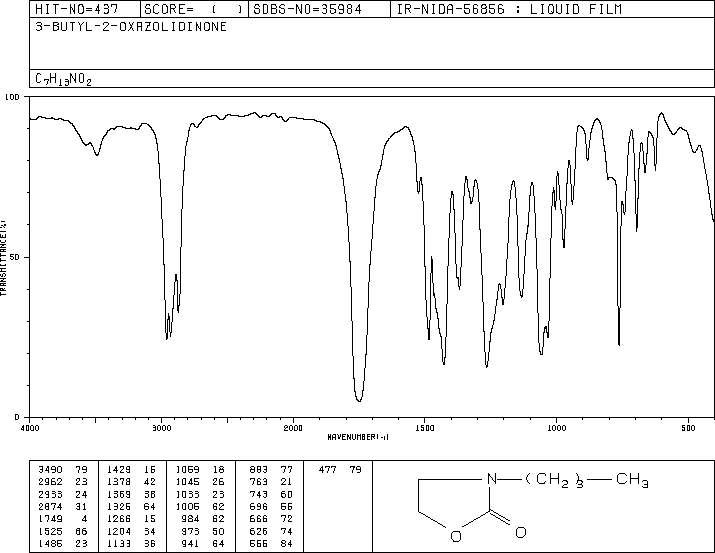 HIT-NO=437 SCORE= ( ) SDBS-NO=35984 IR-NIDA-56856 : LIQUID FILM
3-BUTYL-2-OXAZOLIDINONE
C7H13NO2
100
50
0
TRANSMITTANCE(%)
4000 3000 2000 1500 1000 500
WAVENUMBER(-1)
3490 79 1429 16 1059 18 883 77 477 79
2962 23 1378 42 1045 26 763 21
2933 24 1369 38 1033 23 743 60
2874 31 1326 64 1006 62 696 55
1749 4 1266 15 984 62 666 72
1525 66 1204 34 973 50 626 74
1486 23 1133 36 941 64 556 84
N (CH2)3 CH3
O O